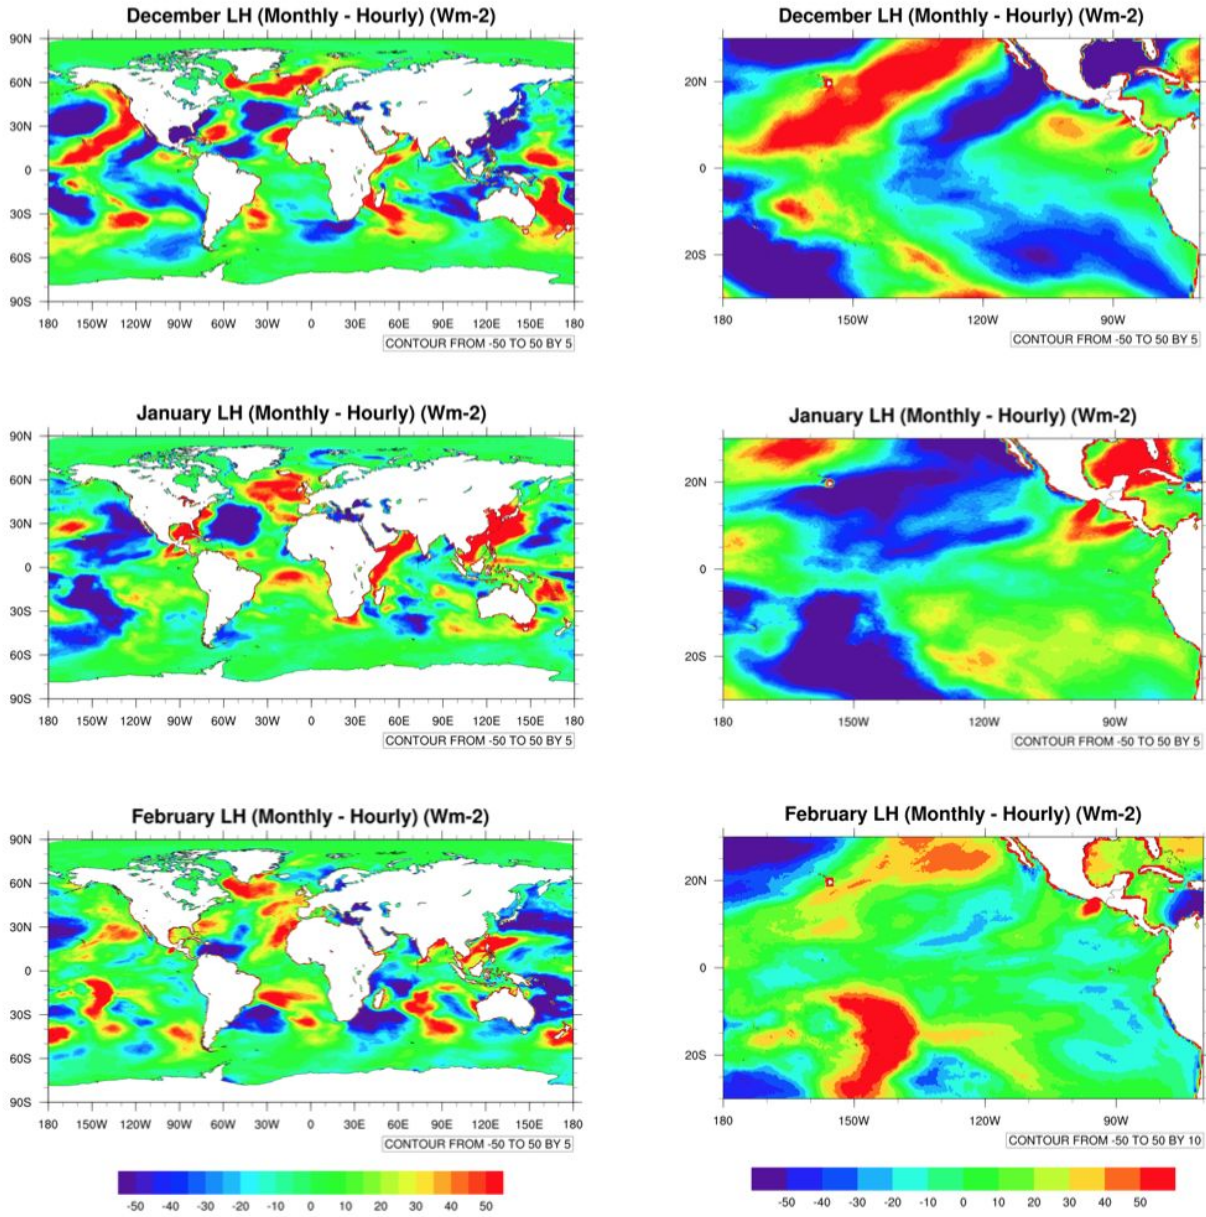 December LH (Monthly - Hourly) (Wm-2)
90N
60N
30N
0
30S
60S
90S
180 150W 120W 90W 60W 30W 0 30E 60E 90E 120E 150E 180
CONTOUR FROM -50 TO 50 BY 5
December LH (Monthly - Hourly) (Wm-2)
20N
0
20S
180 150W 120W 90W
CONTOUR FROM -50 TO 50 BY 5
January LH (Monthly - Hourly) (Wm-2)
90N
60N
30N
0
30S
60S
90S
180 150W 120W 90W 60W 30W 0 30E 60E 90E 120E 150E 180
CONTOUR FROM -50 TO 50 BY 5
January LH (Monthly - Hourly) (Wm-2)
20N
0
20S
180 150W 120W 90W
CONTOUR FROM -50 TO 50 BY 5
February LH (Monthly - Hourly) (Wm-2)
90N
60N
30N
0
30S
60S
90S
180 150W 120W 90W 60W 30W 0 30E 60E 90E 120E 150E 180
CONTOUR FROM -50 TO 50 BY 5
February LH (Monthly - Hourly) (Wm-2)
20N
0
20S
180 150W 120W 90W
CONTOUR FROM -50 TO 50 BY 10
-50 -40 -30 -20 -10 0 10 20 30 40 50
-50 -40 -30 -20 -10 0 10 20 30 40 50